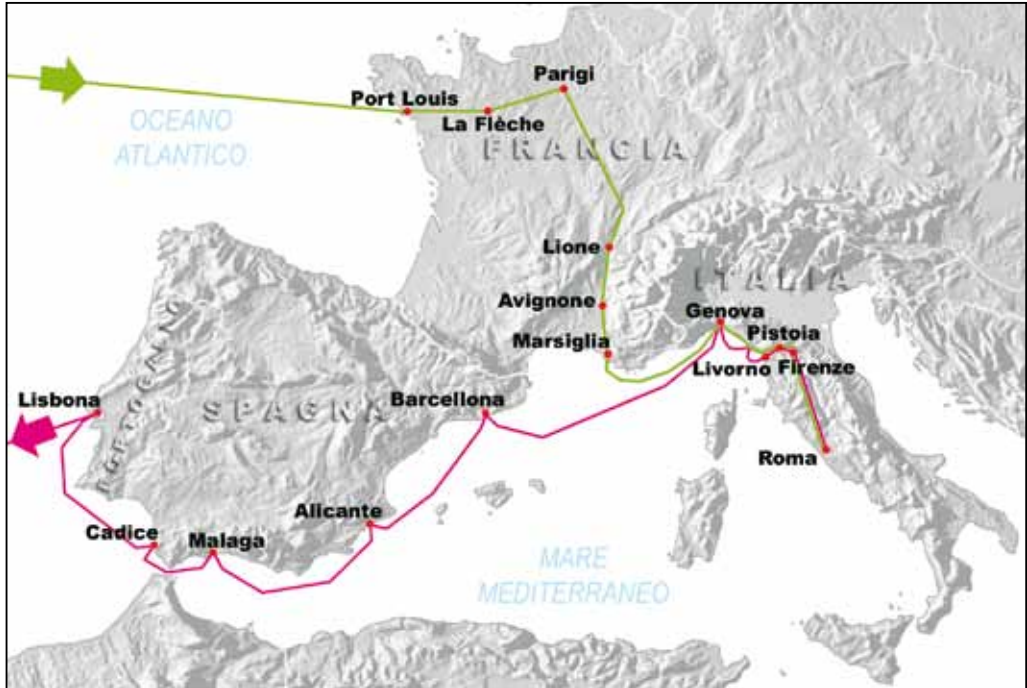 Parigi
Port Louis
La Flèche
OCEANO
ATLANTICO
FRANCIA
Lione
ITALIA
Avignone
Genova
Marsiglia
Pistoia
Livorno
Firenze
PORTOGALLO
Lisbona
SPAGNA
Barcellona
Roma
Alicante
Cadice
Malaga
MARE
MEDITERRANEO